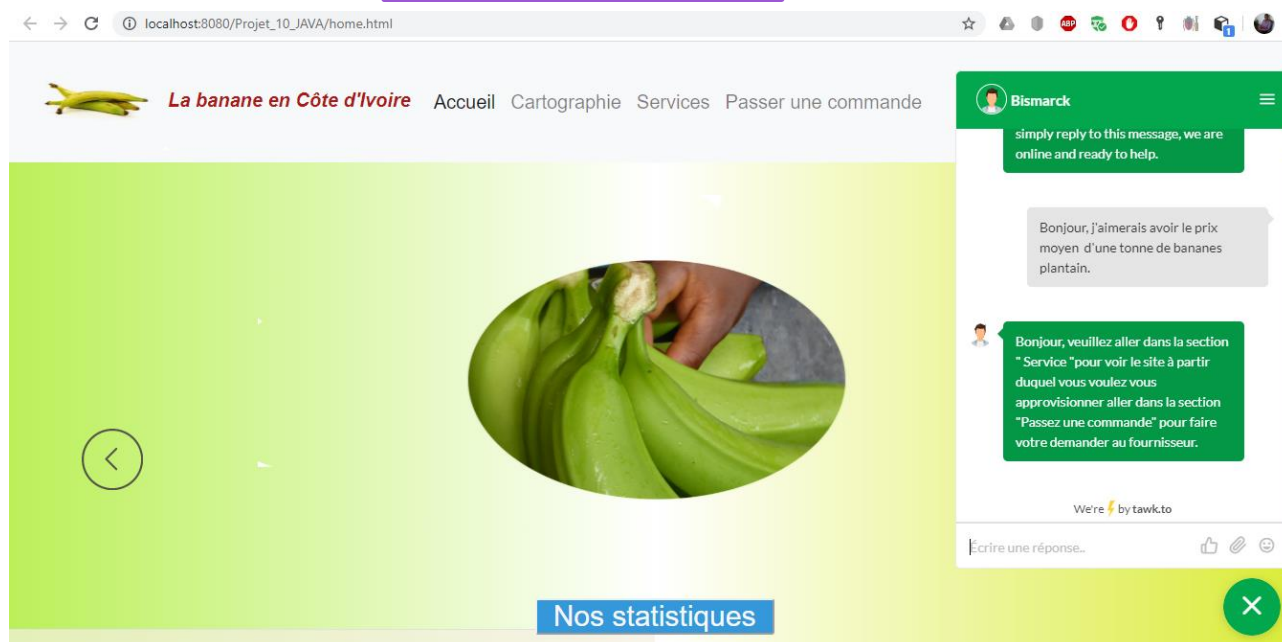 localhost:8080/Projet_10_JAVA/home.html
ABP
1
La banane en Côte d'Ivoire
Accueil Cartographie Services Passer une commande
Bismarck
simply reply to this message, we are
online and ready to help.
Bonjour, j'aimerais avoir le prix
moyen d'une tonne de bananes
plantain.
Bonjour, veuillez aller dans la section
" Service "pour voir le site à partir
duquel vous voulez vous
approvisionner aller dans la section
"Passez une commande" pour faire
votre demander au fournisseur.
We're by tawk.to
Écrire une réponse..
Nos statistiques